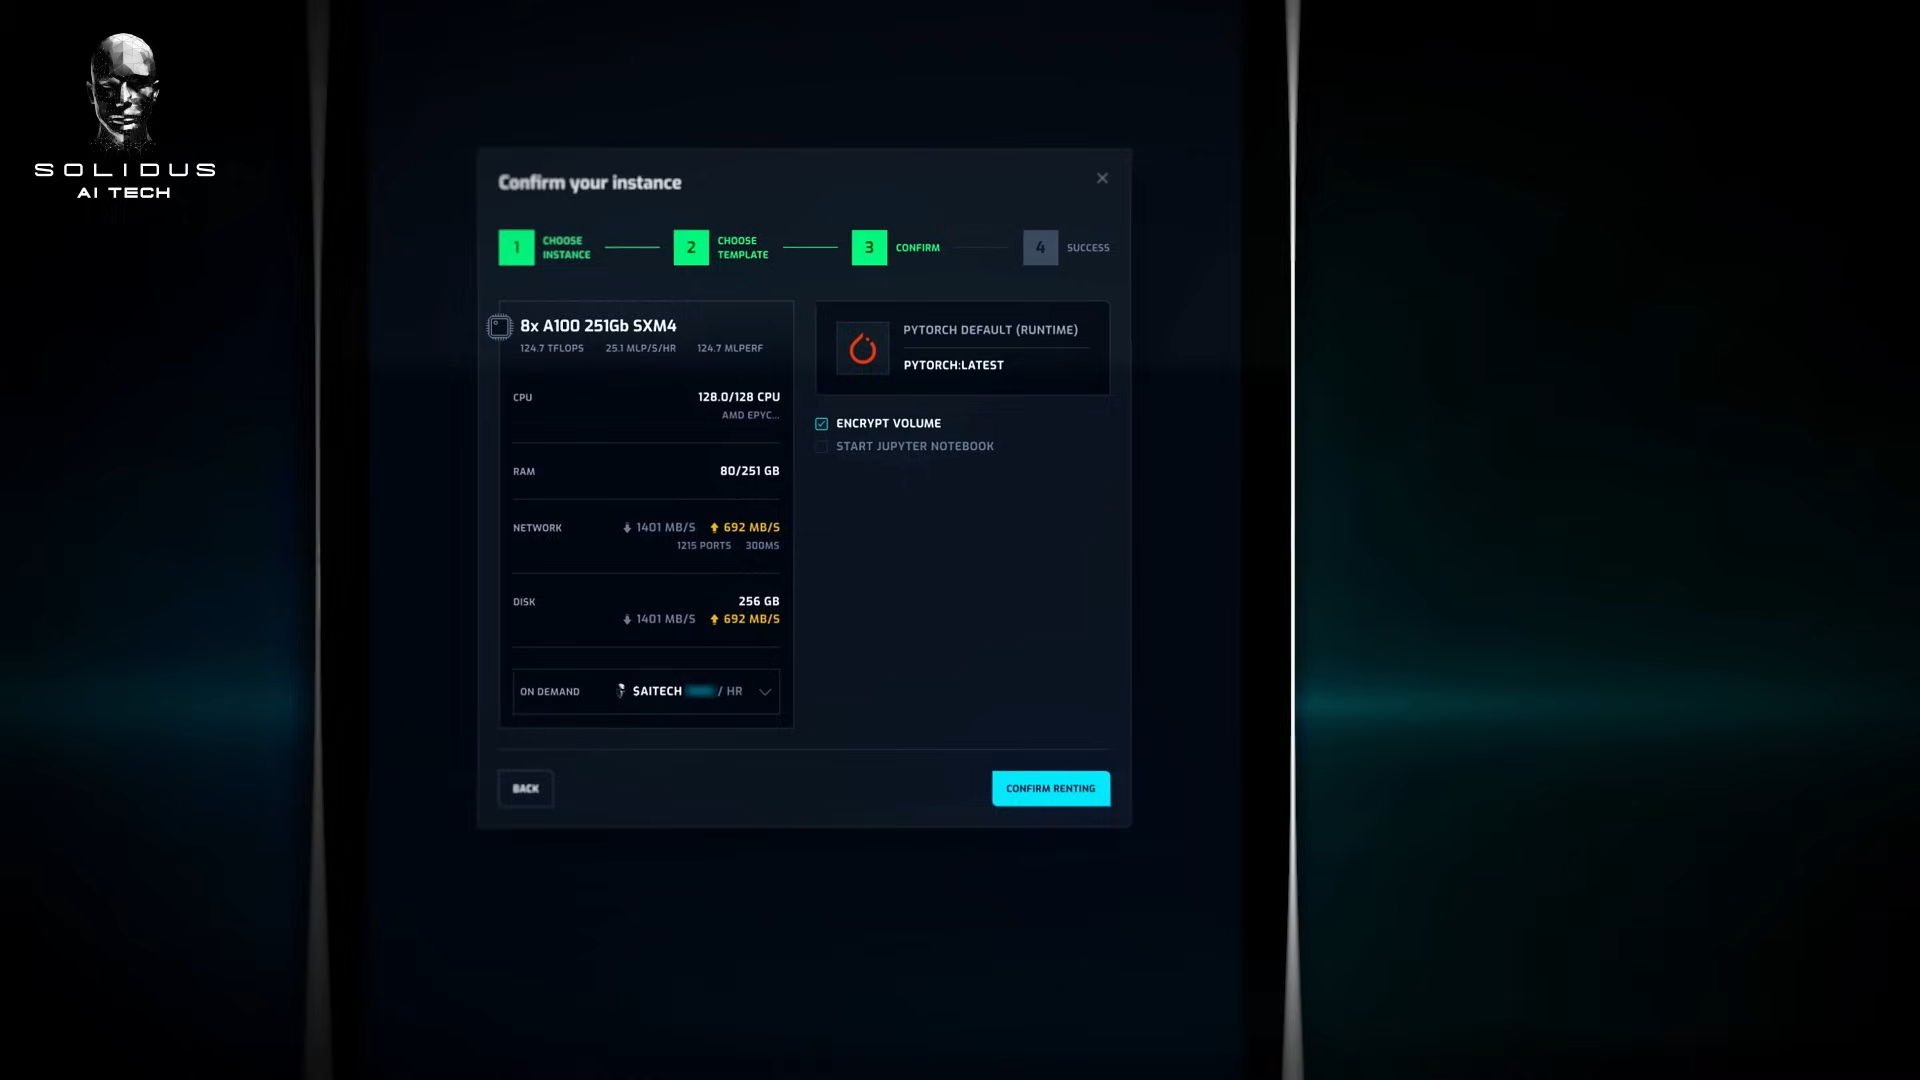 SOLIDUS
AI TECH
Confirm your instance
1 CHOOSE INSTANCE
2 CHOOSE TEMPLATE
3 CONFIRM
4 SUCCESS
8x A100 251Gb SXM4
124.7 TFLOPS 25.1 MLP/S/HR 124.7 MLPERF
CPU 128.0/128 CPU
AMD EPYC...
RAM 80/251 GB
NETWORK 1401 MB/S 692 MB/S
1215 PORTS 300MS
DISK 256 GB
1401 MB/S 692 MB/S
ON DEMAND $AITECH / HR
PYTORCH DEFAULT (RUNTIME)
PYTORCH:LATEST
ENCRYPT VOLUME
START JUPYTER NOTEBOOK
BACK
CONFIRM RENTING